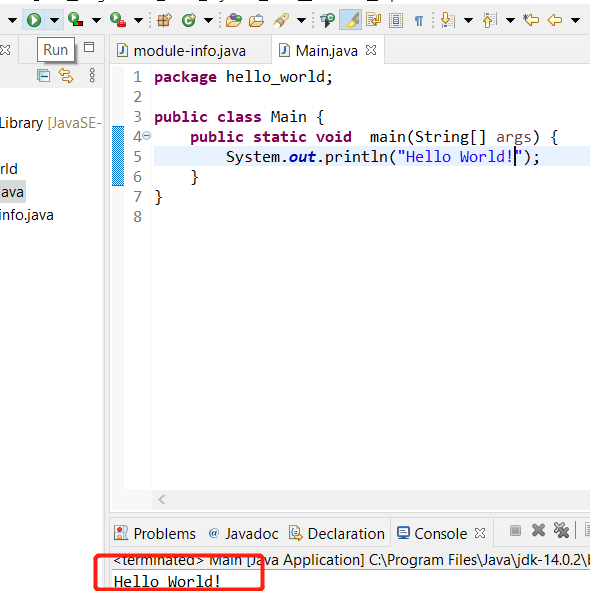 Run
module-info.java
Main.java
Library [JavaSE-
rld
ava
info.java
1 package hello_world;
2
3 public class Main {
4 public static void  main(String[] args) {
5 System.out.println("Hello World!");
6 }
7 }
8
Problems @ Javadoc Declaration Console
<terminated> Main [Java Application] C:\Program Files\Java\jdk-14.0.2\b
Hello World!